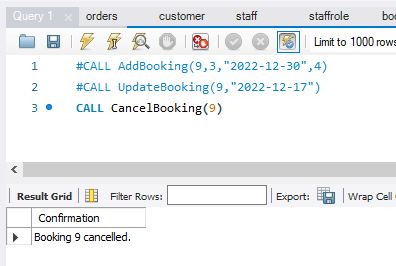 Query 1 orders customer staff staffrole
Limit to 1000 rows
1 #CALL AddBooking(9,3,"2022-12-30",4)
2 #CALL UpdateBooking(9,"2022-12-17")
3 CALL CancelBooking(9)
Result Grid Filter Rows: Export: Wrap Cell
Confirmation
Booking 9 cancelled.